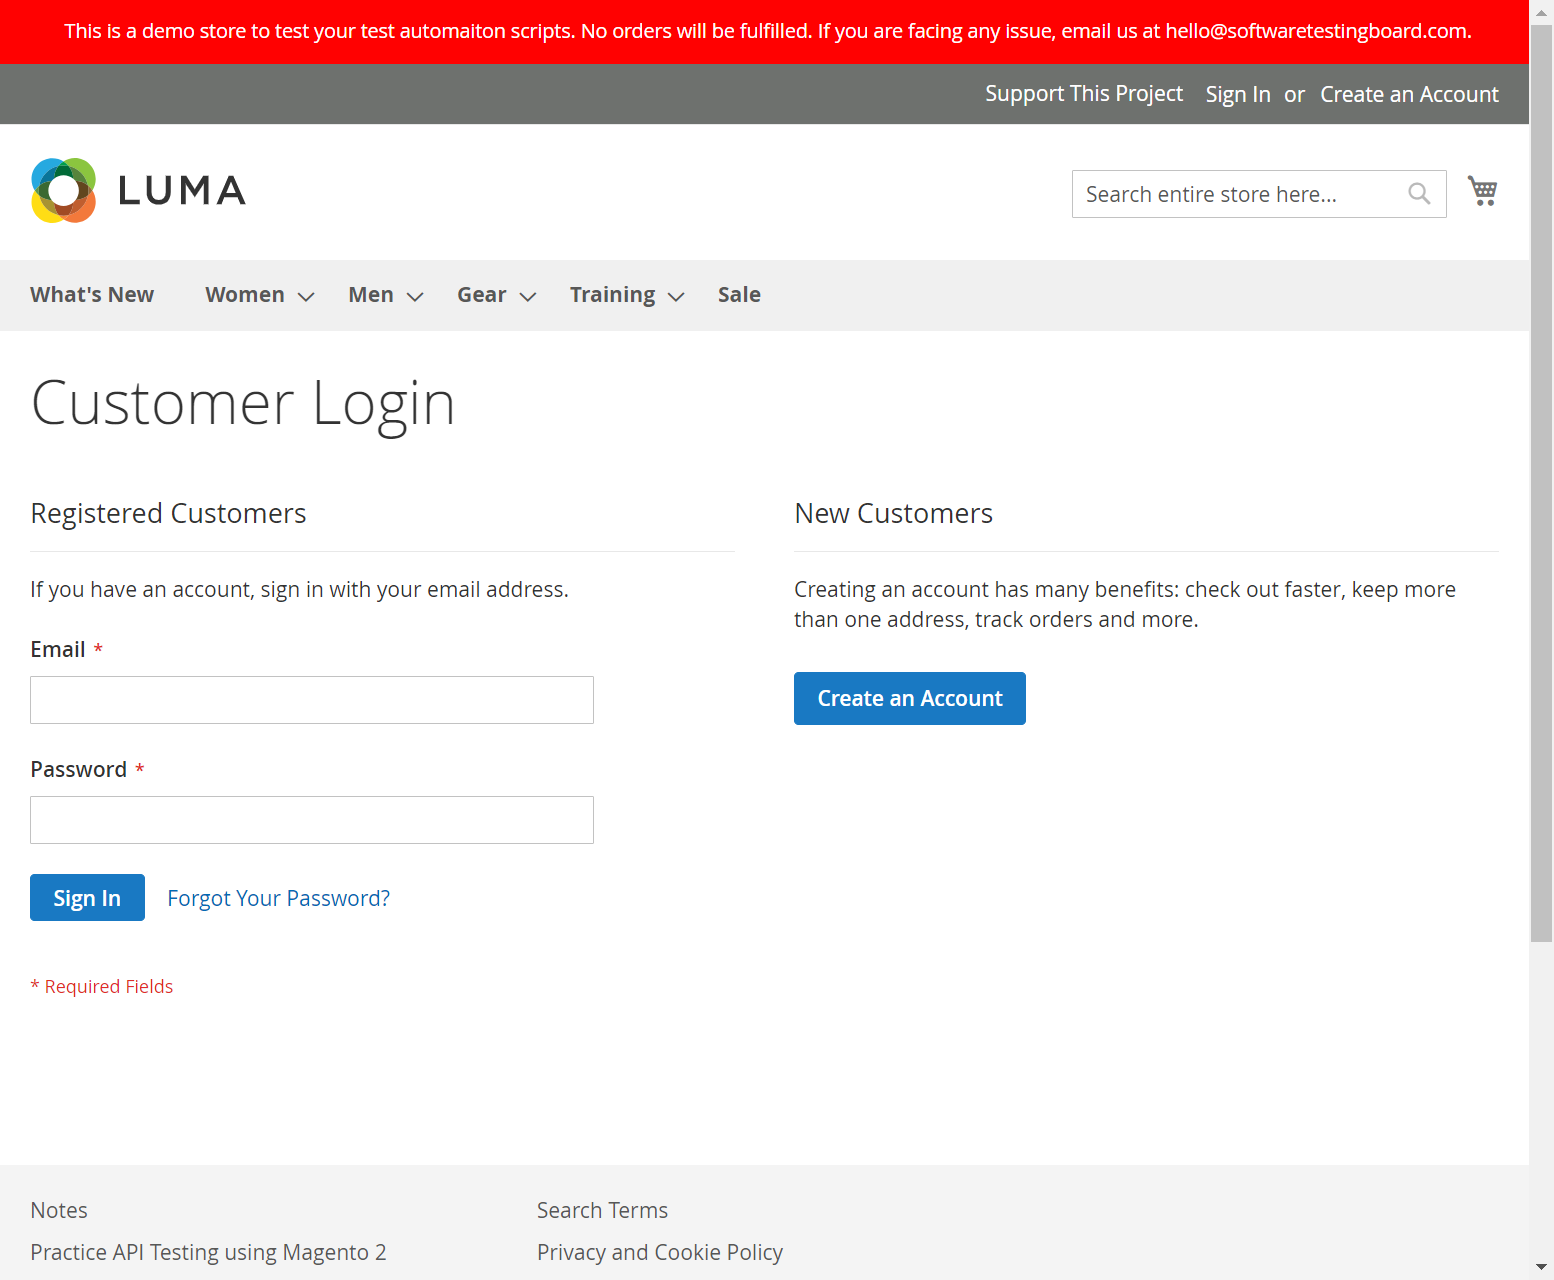 This is a demo store to test your test automaiton scripts. No orders will be fulfilled. If you are facing any issue, email us at hello@softwaretestingboard.com.
Support This Project Sign In or Create an Account
LUMA
Search entire store here...
What's New Women Men Gear Training Sale
Customer Login
Registered Customers
If you have an account, sign in with your email address.
Email *
Password *
Sign In Forgot Your Password?
* Required Fields
New Customers
Creating an account has many benefits: check out faster, keep more
than one address, track orders and more.
Create an Account
Notes
Practice API Testing using Magento 2
Search Terms
Privacy and Cookie Policy